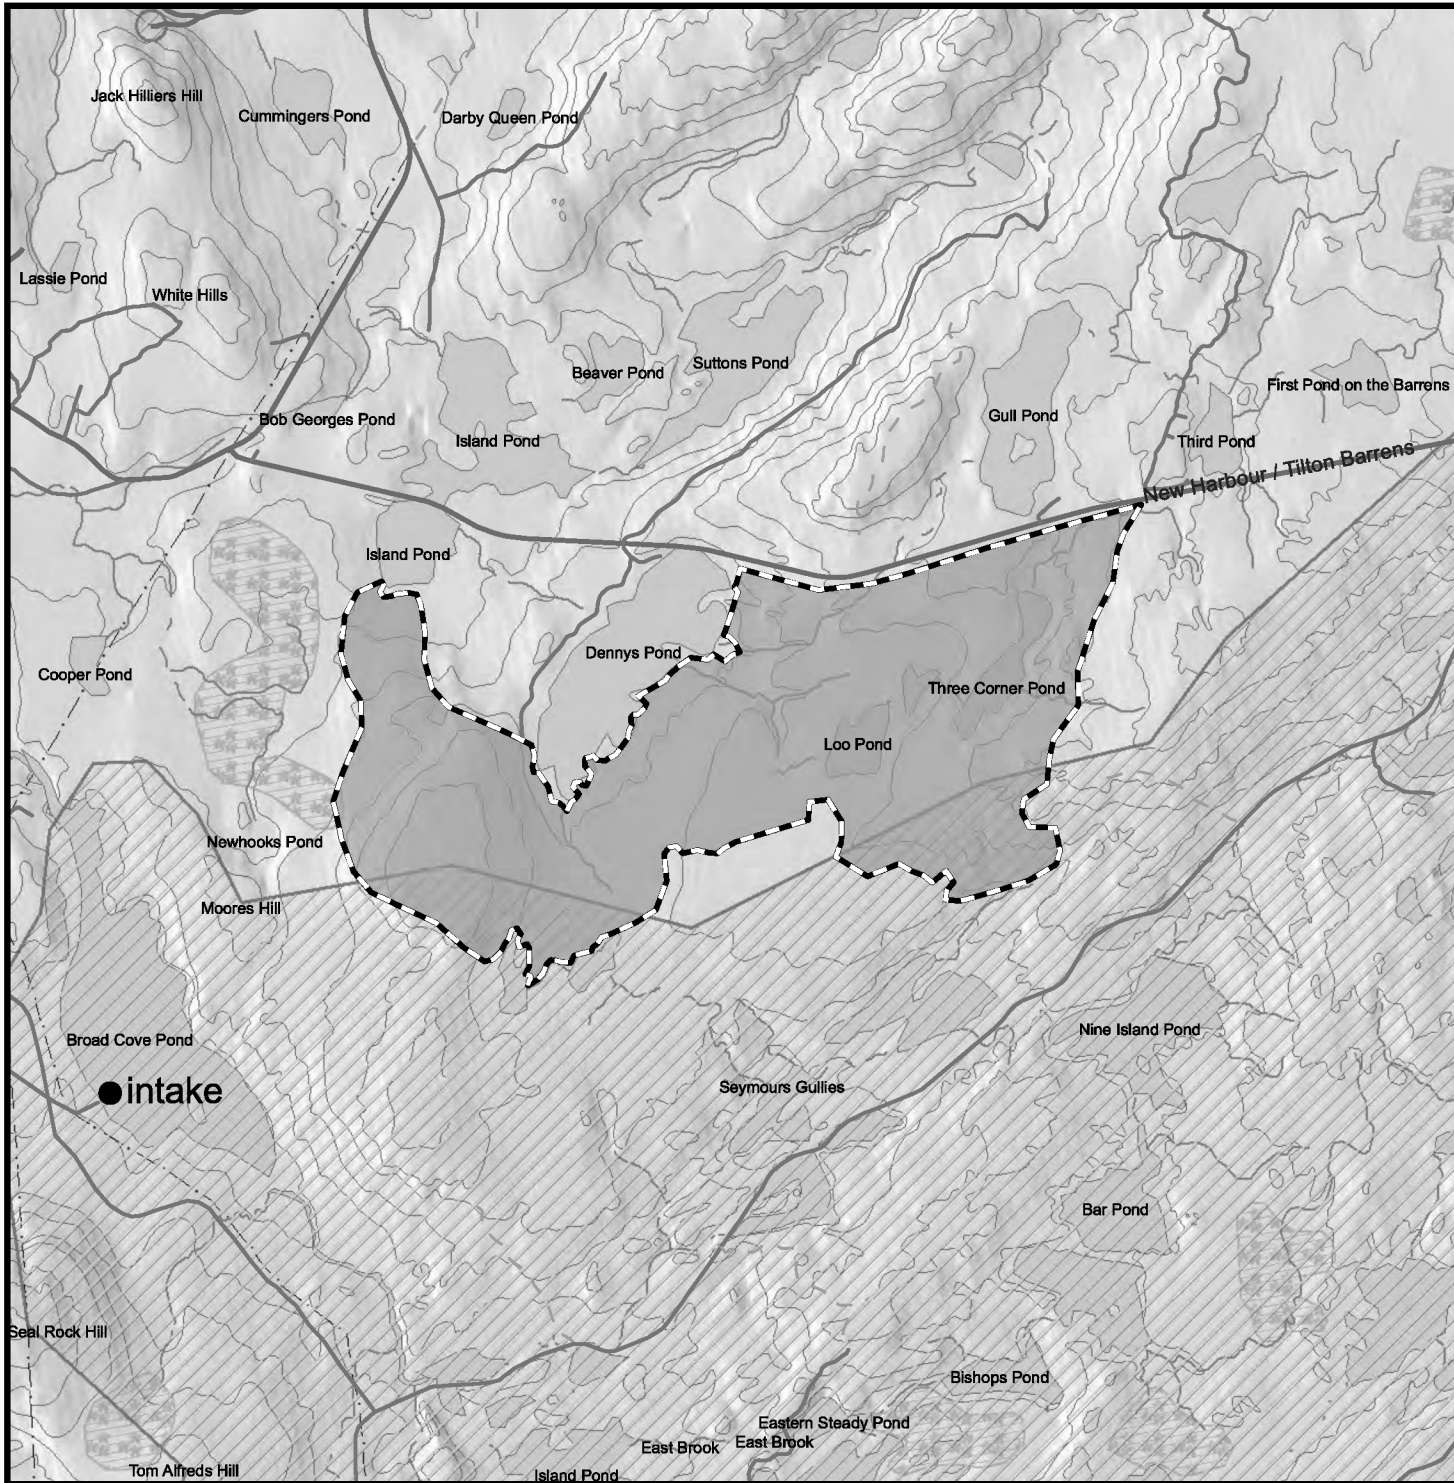 Jack Hilliers Hill
Cummingers Pond
Darby Queen Pond
Lassie Pond
White Hills
Beaver Pond
Suttons Pond
First Pond on the Barrens
Bob Georges Pond
Island Pond
Gull Pond
Third Pond
New Harbour / Tilton Barrens
Island Pond
Dennys Pond
Cooper Pond
Three Corner Pond
Loo Pond
Newhooks Pond
Moores Hill
Broad Cove Pond
Nine Island Pond
intake
Seymours Gullies
Bar Pond
Seal Rock Hill
Bishops Pond
Eastern Steady Pond
East Brook
East Brook
Tom Alfreds Hill
Island Pond